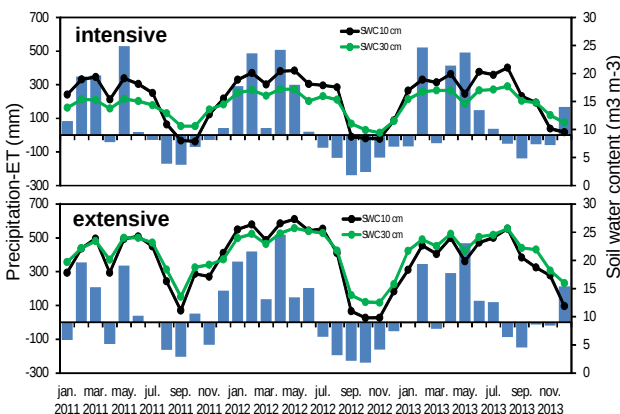 700
500
300
100
-100
-300
intensive
SWC10 cm
SWC30 cm
30
25
20
15
10
5
0
Precipitation-ET (mm)
Soil water content (m3 m-3)
700
500
300
100
-100
-300
extensive
SWC10 cm
SWC30 cm
30
25
20
15
10
5
0
jan. mar. may. jul. sep. nov. jan. mar. may. jul. sep. nov. jan. mar. may. jul. sep. nov.
2011 2011 2011 2011 2011 2011 2012 2012 2012 2012 2012 2012 2013 2013 2013 2013 2013 2013